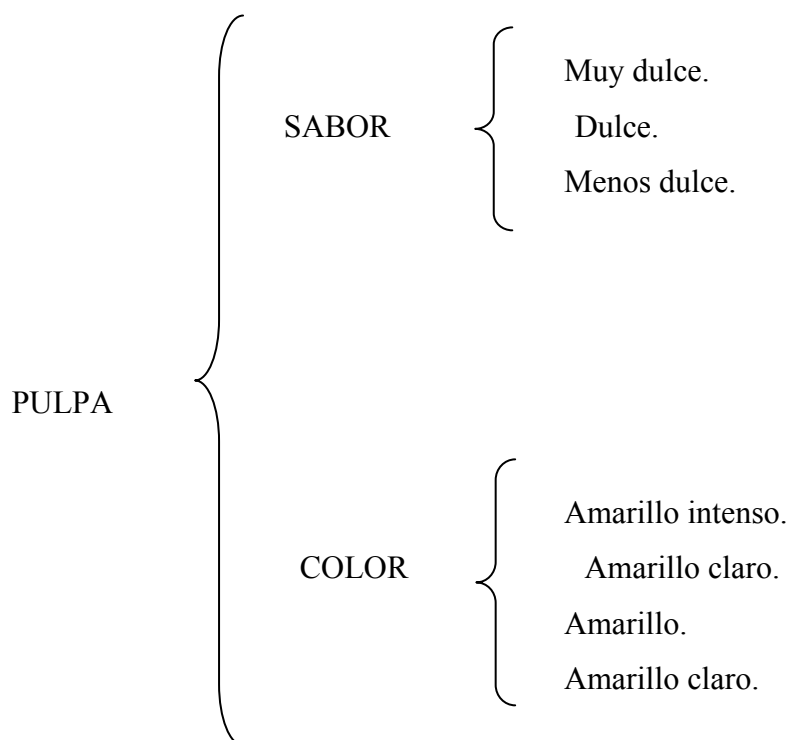 PULPA
SABOR
Muy dulce.
Dulce.
Menos dulce.
COLOR
Amarillo intenso.
Amarillo claro.
Amarillo.
Amarillo claro.